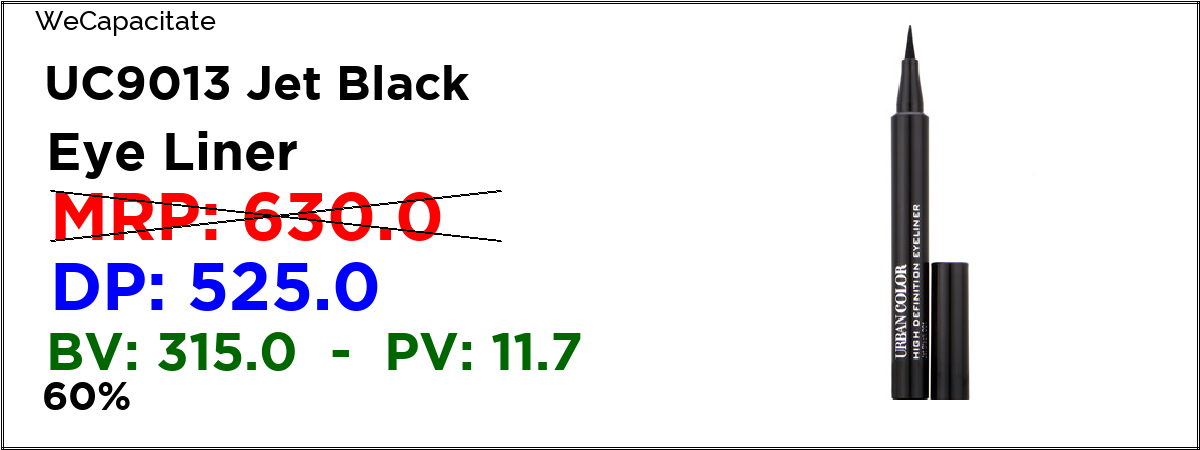 WeCapacitate
UC9013 Jet Black
Eye Liner
MRP: 630.0
DP: 525.0
BV: 315.0 - PV: 11.7
60%
URBAN COLOR
HIGH DEFINITION EYELINER